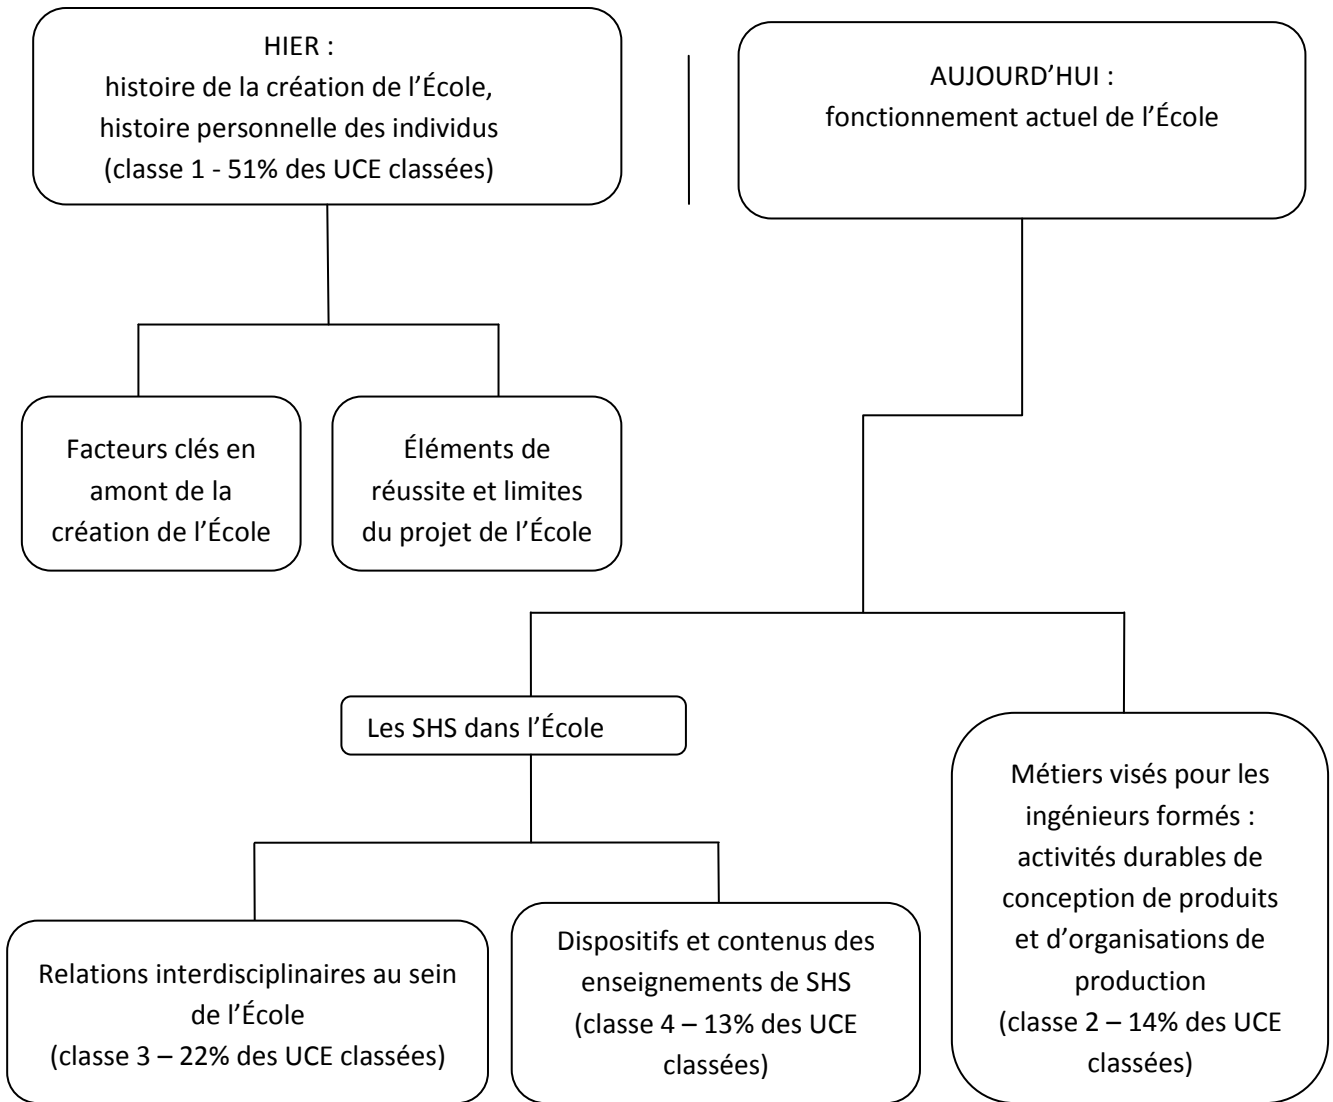 HIER :
histoire de la création de l’École,
histoire personnelle des individus
(classe 1 - 51% des UCE classées)
AUJOURD’HUI :
fonctionnement actuel de l’École
Facteurs clés en
amont de la
création de l’École
Éléments de
réussite et limites
du projet de l’École
Les SHS dans l’École
Métiers visés pour les
ingénieurs formés :
activités durables de
conception de produits
et d’organisations de
production
(classe 2 – 14% des UCE
classées)
Relations interdisciplinaires au sein
de l’École
(classe 3 – 22% des UCE classées)
Dispositifs et contenus des
enseignements de SHS
(classe 4 – 13% des UCE
classées)